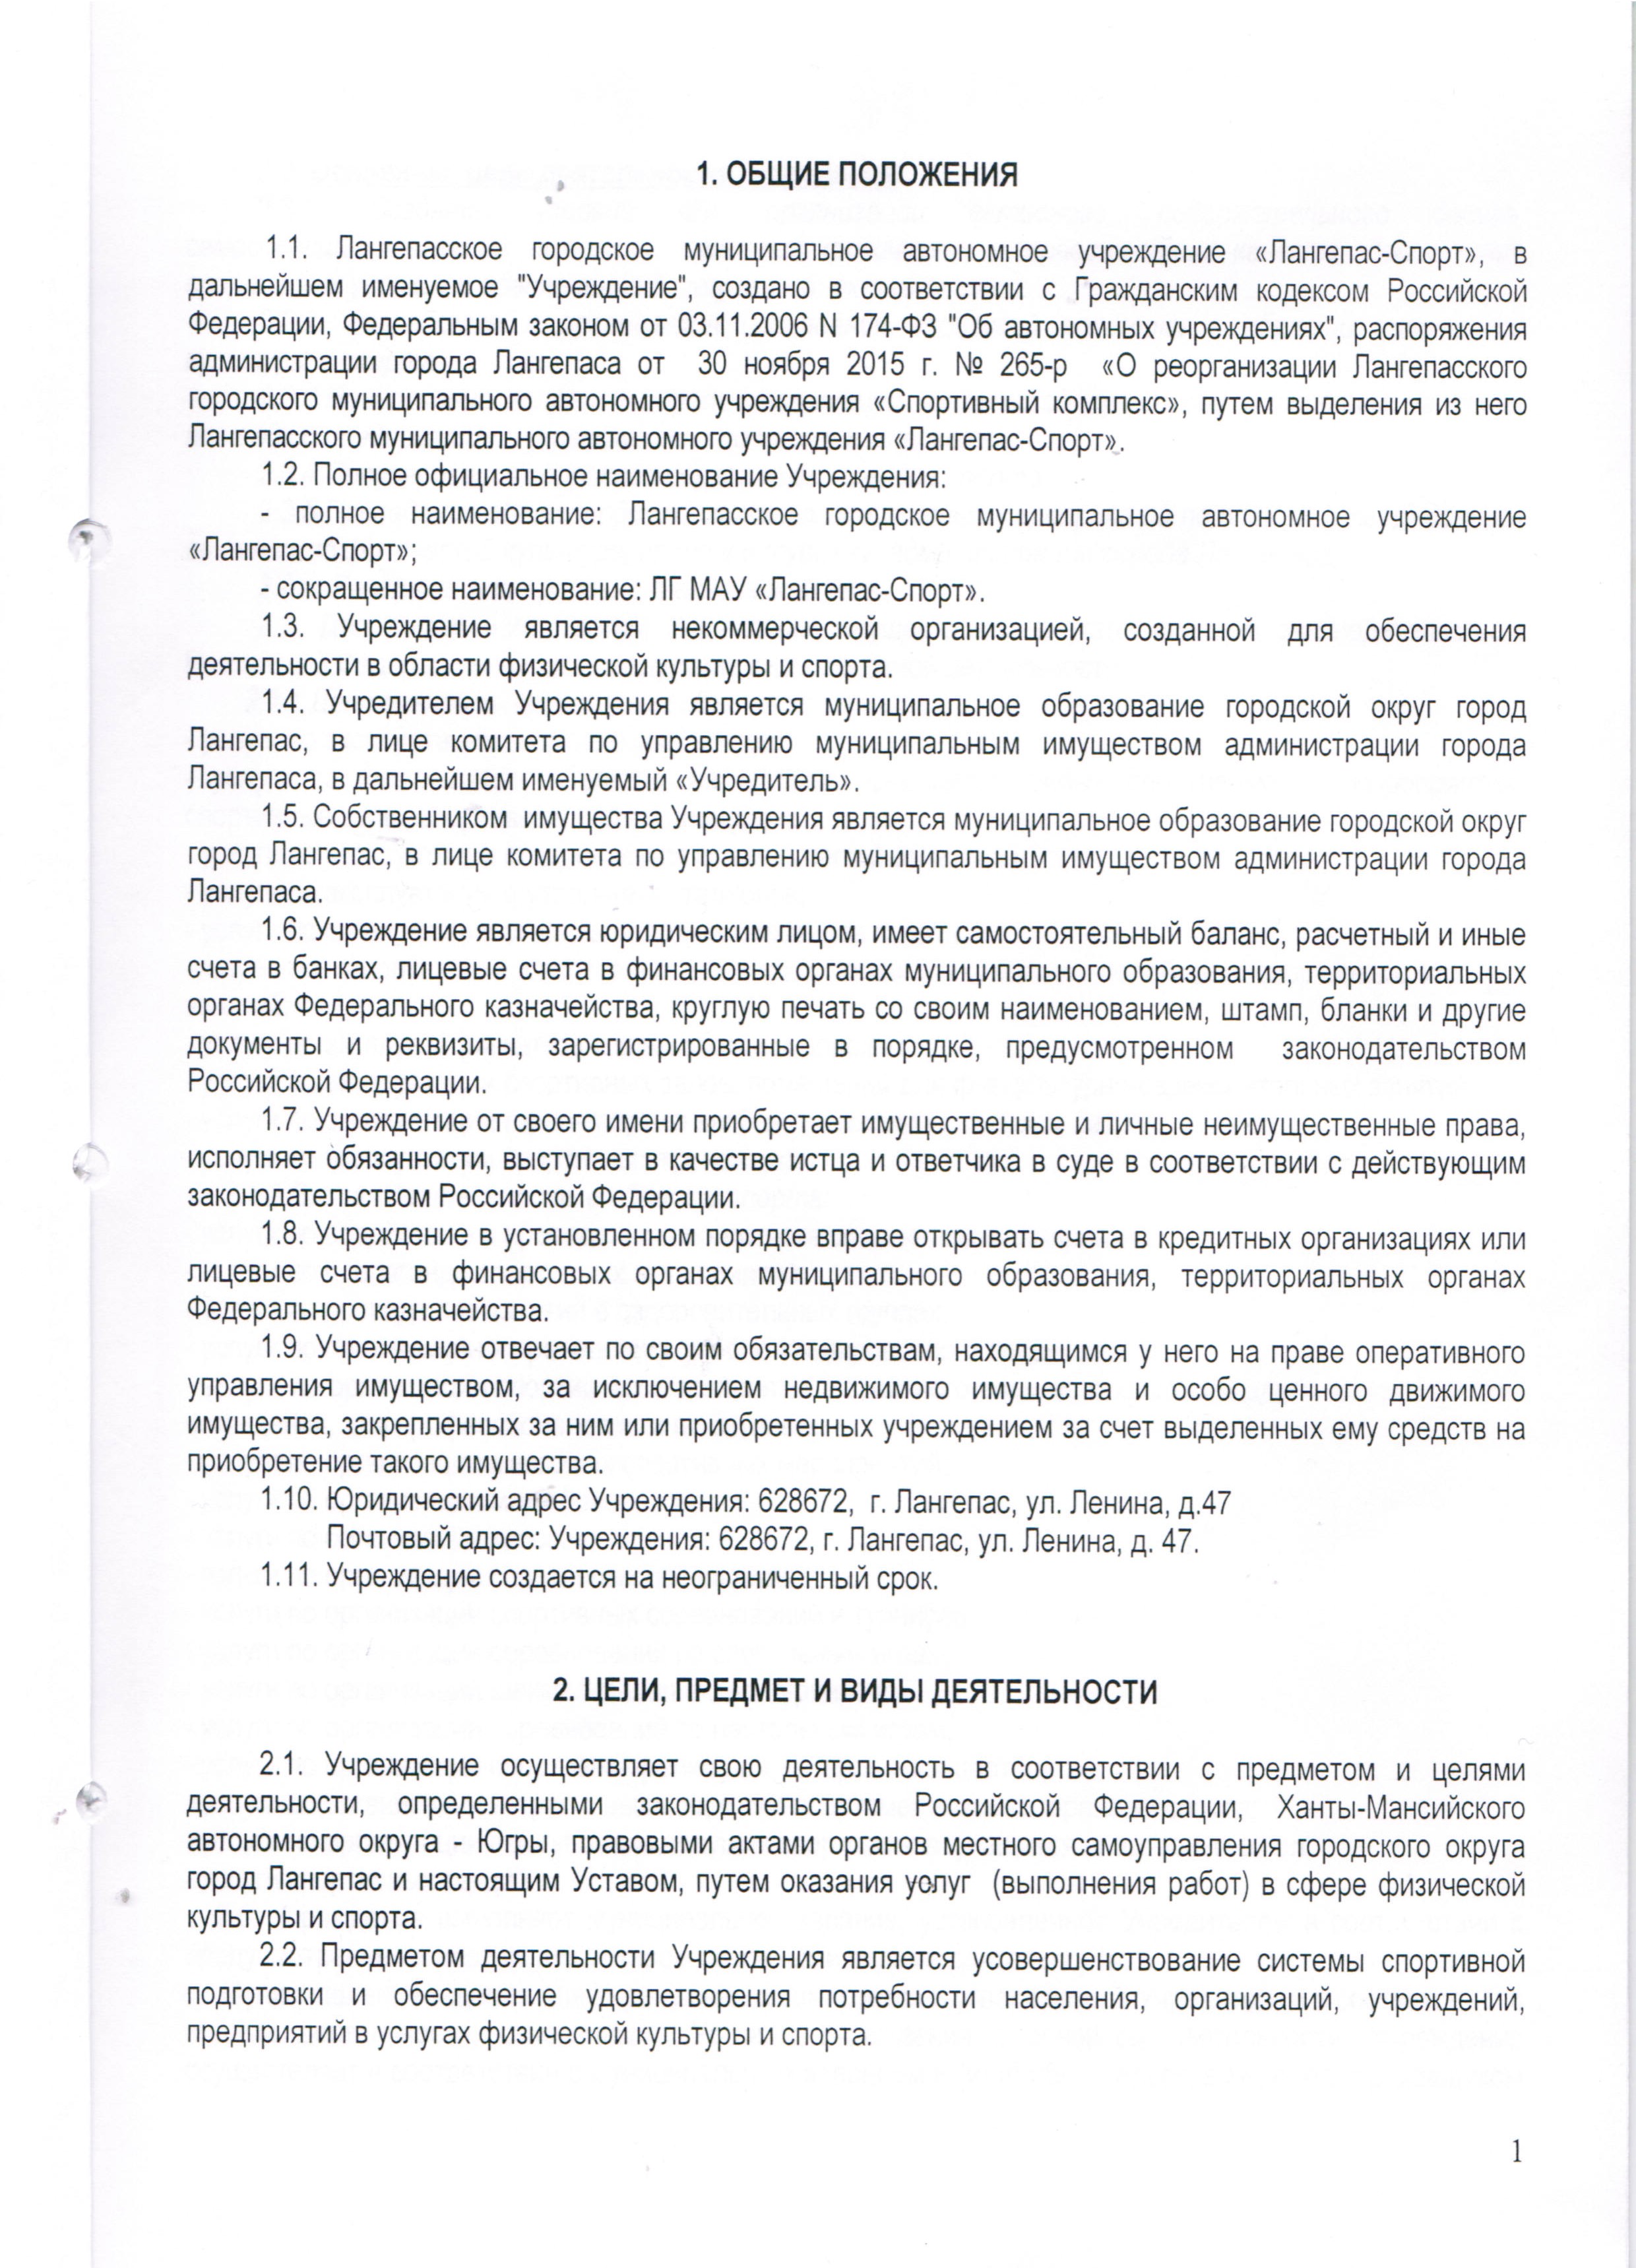 1. ОБЩИЕ ПОЛОЖЕНИЯ
1.1. Лангепасское городское муниципальное автономное учреждение «Лангепас-Спорт», в
дальнейшем именуемое "Учреждение", создано в соответствии с Гражданским кодексом Российской
Федерации, Федеральным законом от 03.11.2006 N 174-ФЗ "Об автономных учреждениях", распоряжения
администрации города Лангепаса от 30 ноября 2015 г. № 265-р «О реорганизации Лангепасского
городского муниципального автономного учреждения «Спортивный комплекс», путем выделения из него
Лангепасского муниципального автономного учреждения «Лангепас-Спорт».
1.2. Полное официальное наименование Учреждения:
- полное наименование: Лангепасское городское муниципальное автономное учреждение
«Лангепас-Спорт»;
- сокращенное наименование: ЛГ МАУ «Лангепас-Спорт».
1.3. Учреждение является некоммерческой организацией, созданной для обеспечения
деятельности в области физической культуры и спорта.
1.4. Учредителем Учреждения является муниципальное образование городской округ город
Лангепас, в лице комитета по управлению муниципальным имуществом администрации города
Лангепаса, в дальнейшем именуемый «Учредитель».
1.5. Собственником имущества Учреждения является муниципальное образование городской округ
город Лангепас, в лице комитета по управлению муниципальным имуществом администрации города
Лангепаса.
1.6. Учреждение является юридическим лицом, имеет самостоятельный баланс, расчетный и иные
счета в банках, лицевые счета в финансовых органах муниципального образования, территориальных
органах Федерального казначейства, круглую печать со своим наименованием, штамп, бланки и другие
документы и реквизиты, зарегистрированные в порядке, предусмотренном законодательством
Российской Федерации.
1.7. Учреждение от своего имени приобретает имущественные и личные неимущественные права,
исполняет обязанности, выступает в качестве истца и ответчика в суде в соответствии с действующим
законодательством Российской Федерации.
1.8. Учреждение в установленном порядке вправе открывать счета в кредитных организациях или
лицевые счета в финансовых органах муниципального образования, территориальных органах
Федерального казначейства.
1.9. Учреждение отвечает по своим обязательствам, находящимся у него на праве оперативного
управления имуществом, за исключением недвижимого имущества и особо ценного движимого
имущества, закрепленных за ним или приобретенных учреждением за счет выделенных ему средств на
приобретение такого имущества.
1.10. Юридический адрес Учреждения: 628672, г. Лангепас, ул. Ленина, д.47
Почтовый адрес: Учреждения: 628672, г. Лангепас, ул. Ленина, д. 47.
1.11. Учреждение создается на неограниченный срок.
2. ЦЕЛИ, ПРЕДМЕТ И ВИДЫ ДЕЯТЕЛЬНОСТИ
2.1. Учреждение осуществляет свою деятельность в соответствии с предметом и целями
деятельности, определенными законодательством Российской Федерации, Ханты-Мансийского
автономного округа - Югры, правовыми актами органов местного самоуправления городского округа
город Лангепас и настоящим Уставом, путем оказания услуг (выполнения работ) в сфере физической
культуры и спорта.
2.2. Предметом деятельности Учреждения является усовершенствование системы спортивной
подготовки и обеспечение удовлетворения потребности населения, организаций, учреждений,
предприятий в услугах физической культуры и спорта.
1